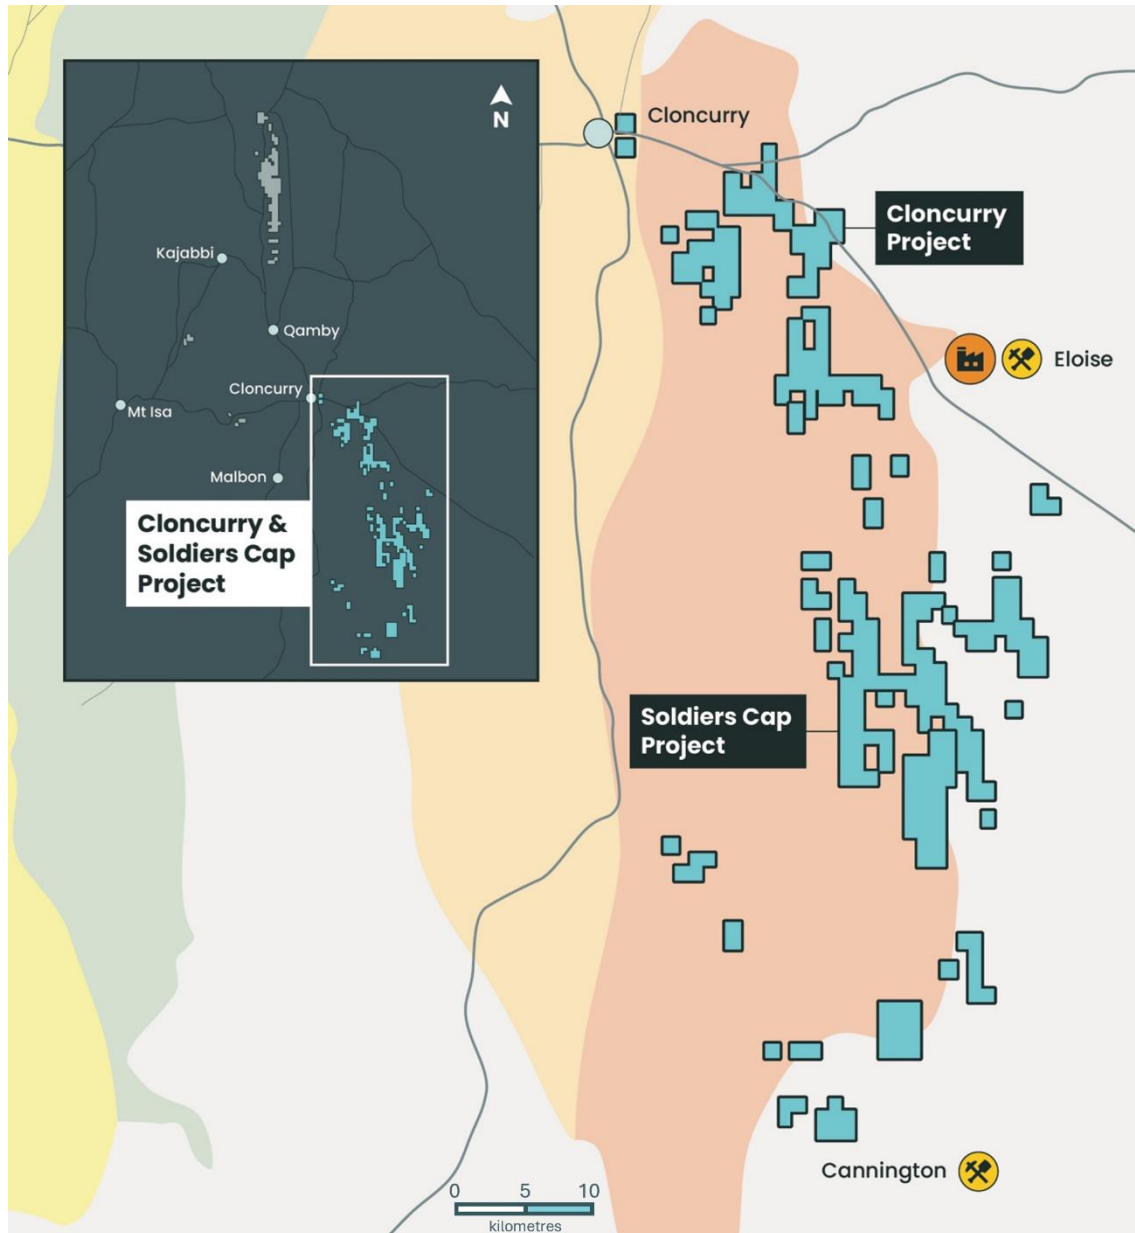 N
Kajabbi
Qamby
Cloncurry
Mt Isa
Malbon
Cloncurry &
Soldiers Cap
Project
Cloncurry
Cloncurry
Project
Eloise
Soldiers Cap
Project
Cannington
0 5 10
kilometres